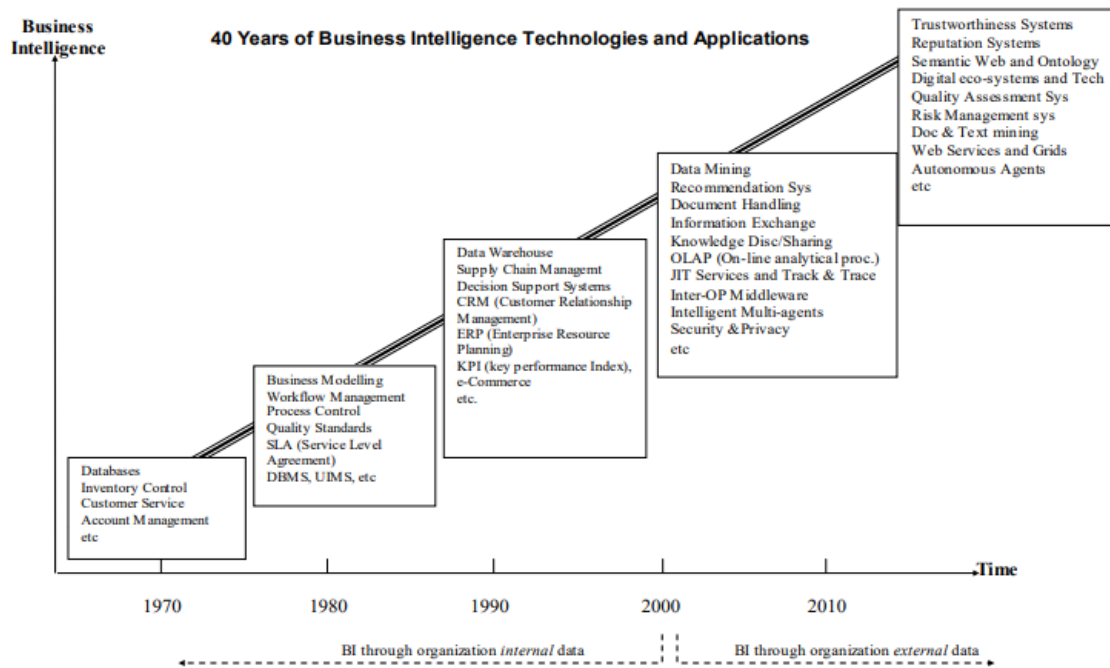 Business
Intelligence
40 Years of Business Intelligence Technologies and Applications
Trustworthiness Systems
Reputation Systems
Semantic Web and Ontology
Digital eco-systems and Tech
Quality Assessment Sys
Risk Management sys
Doc & Text mining
Web Services and Grids
Autonomous Agents
etc
Data Mining
Recommendation Sys
Document Handling
Information Exchange
Knowledge Disc/Sharing
OLAP (On-line analytical proc.)
JIT Services and Track & Trace
Inter-OP Middleware
Intelligent Multi-agents
Security &Privacy
etc
Data Warehouse
Supply Chain Managemt
Decision Support Systems
CRM (Customer Relationship
Management)
ERP (Enterprise Resource
Planning)
KPI (key performance Index),
e-Commerce
etc.
Business Modelling
Workflow Management
Process Control
Quality Standards
SLA (Service Level
Agreement)
DBMS, UIMS, etc
Databases
Inventory Control
Customer Service
Account Management
etc
Time
1970 1980 1990 2000 2010
BI through organization internal data BI through organization external data